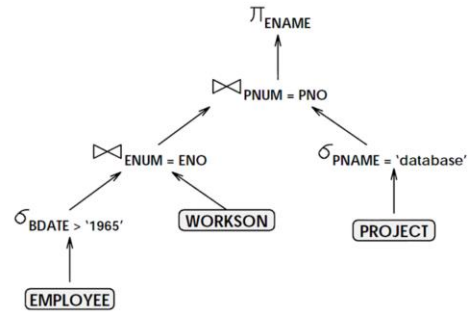 π ENAME
⋈ PNUM = PNO
⋈ ENUM = ENO
σ PNAME = 'database'
σ BDATE > '1965'
WORKSON
PROJECT
EMPLOYEE